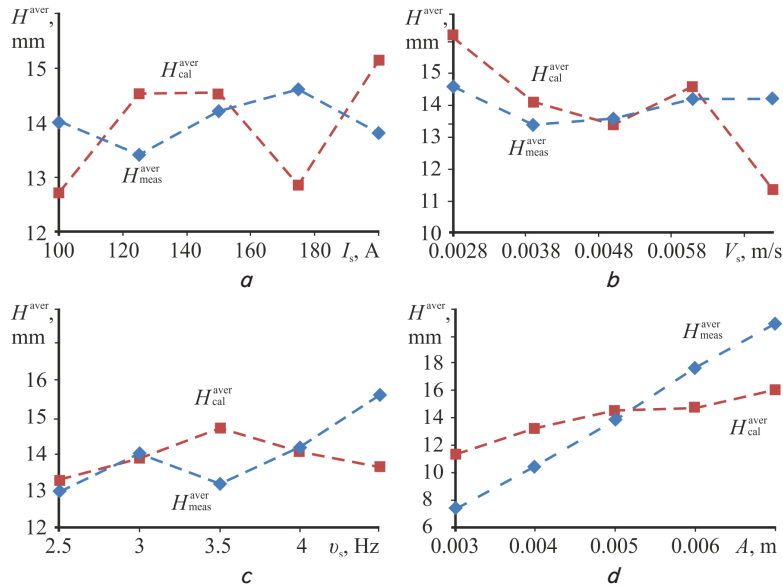 H^aver, mm
15
14
13
12
H^aver_cal
H^aver_meas
100 120 140 160 180 I_s, A
a
H^aver, mm
16
14
13
12
11
10
H^aver_cal
H^aver_meas
0.0028 0.0038 0.0048 0.0058 V_s, m/s
b
H^aver, mm
16
15
14
13
12
H^aver_cal
H^aver_meas
2.5 3 3.5 4 υ_s, Hz
c
H^aver, mm
18
16
14
12
10
8
6
H^aver_meas
H^aver_cal
0.003 0.004 0.005 0.006 A, m
d